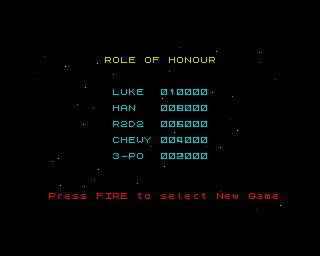 ROLE OF HONOUR
LUKE 010000
HAN 008000
R2D2 006000
CHEWY 004000
3-PO 002000
Press FIRE to select New Game